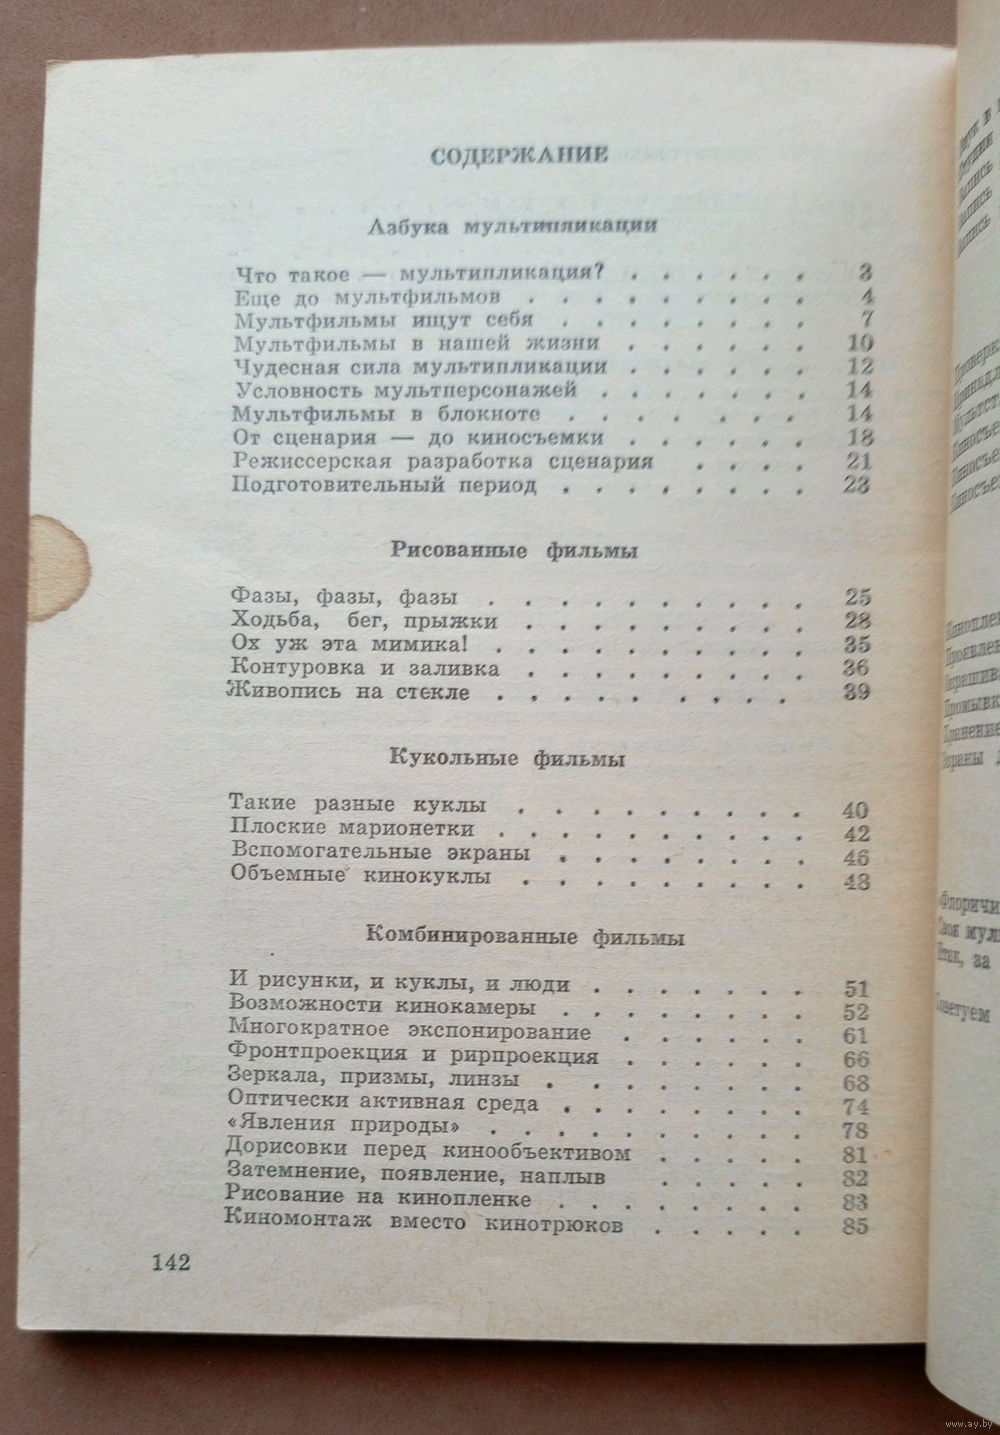 СОДЕРЖАНИЕ
Азбука мультипликации
Что такое — мультипликация? . . . . . . 3
Еще до мультфильмов . . . . . . . . . 4
Мультфильмы ищут себя . . . . . . . . 7
Мультфильмы в нашей жизни . . . . . . 10
Чудесная сила мультипликации . . . . . . 12
Условность мультперсонажей . . . . . . . 14
Мультфильмы в блокноте . . . . . . . 14
От сценария — до киносъемки . . . . . . 18
Режиссерская разработка сценария . . . . 21
Подготовительный период . . . . . . . . 23
Рисованные фильмы
Фазы, фазы, фазы . . . . . . . . . . 25
Ходьба, бег, прыжки . . . . . . . . . 28
Ох уж эта мимика! . . . . . . . . . . 35
Контуровка и заливка . . . . . . . . . 36
Живопись на стекле . . . . . . . . . 39
Кукольные фильмы
Такие разные куклы . . . . . . . . . 40
Плоские марионетки . . . . . . . . . . 42
Вспомогательные экраны . . . . . . . . 46
Объемные кинокуклы . . . . . . . . . 48
Комбинированные фильмы
И рисунки, и куклы, и люди . . . . . . . 51
Возможности кинокамеры . . . . . . . . 52
Многократное экспонирование . . . . . . 61
Фронтпроекция и рирпроекция . . . . . . 66
Зеркала, призмы, линзы . . . . . . . . 68
Оптически активная среда . . . . . . . . 74
«Явления природы» . . . . . . . . . . 78
Дорисовки перед кинообъективом . . . . . 81
Затемнение, появление, наплыв . . . . . 82
Рисование на кинопленке . . . . . . . . 83
Киномонтаж вместо кинотрюков . . . . . 85
142
в
за
www.ay.by